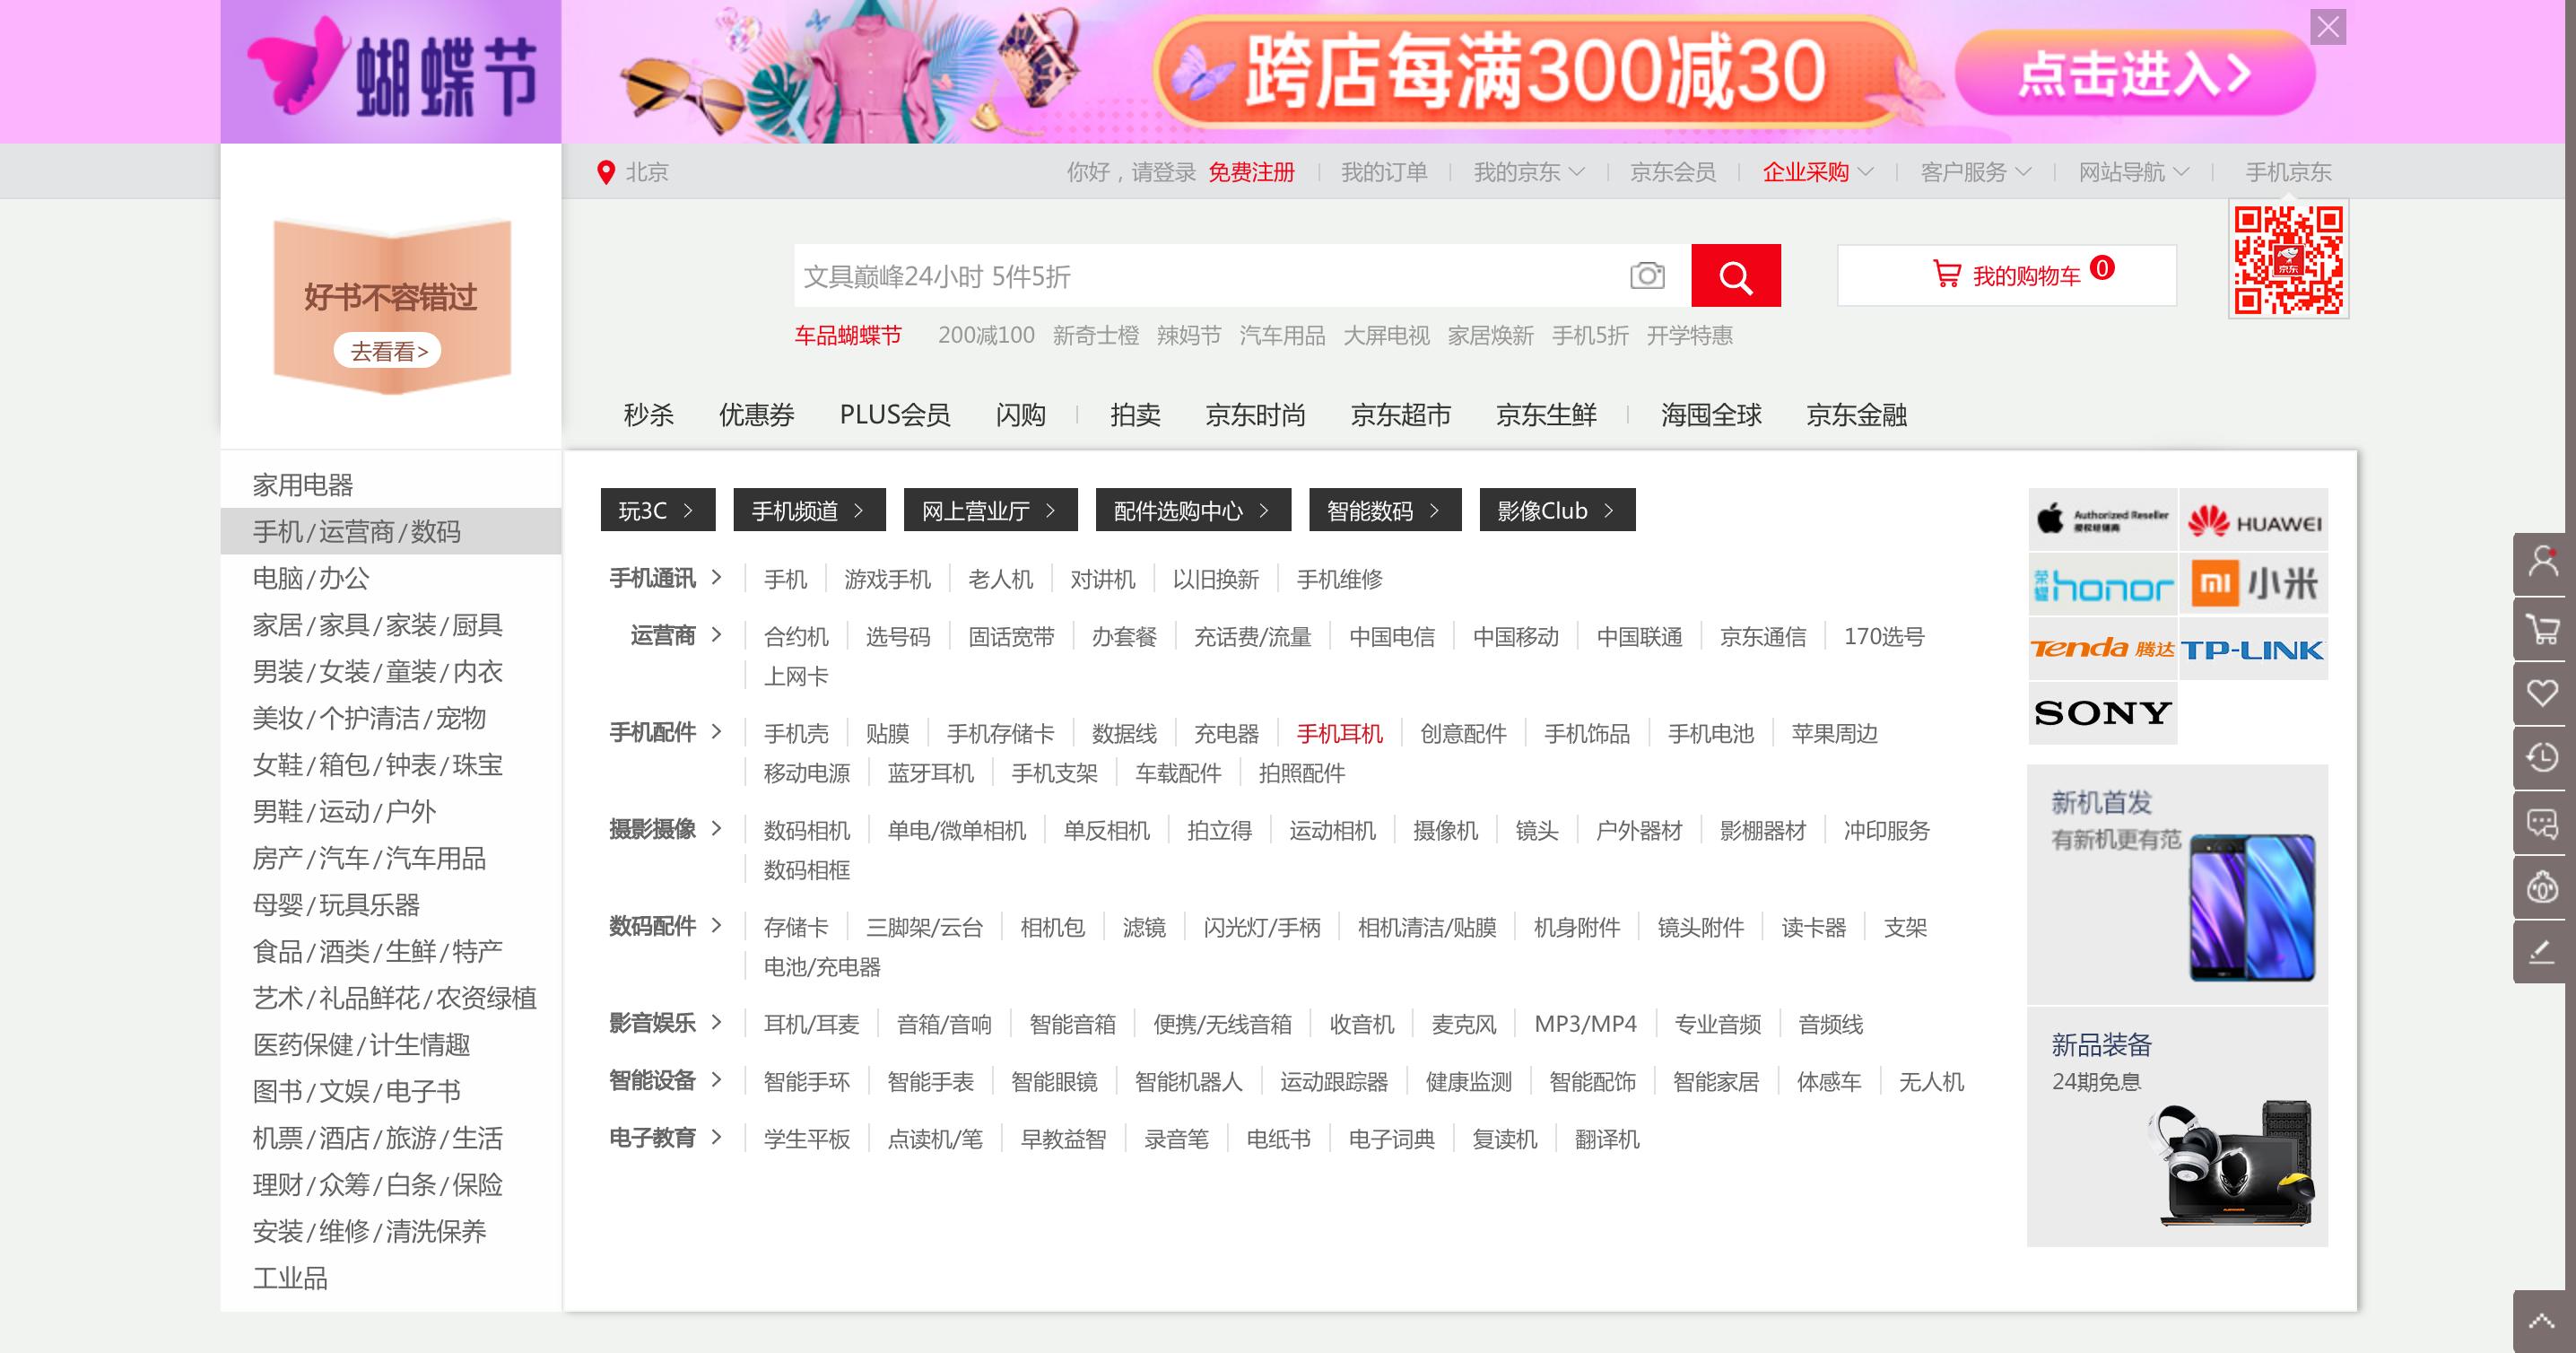 蝴蝶节
跨店每满300减30
点击进入
北京
你好，请登录 免费注册 我的订单 我的京东 京东会员 企业采购 客户服务 网站导航 手机京东
好书不容错过
去看看>
文具巅峰24小时 5件5折
我的购物车 0
京东
车品蝴蝶节 200减100 新奇士橙 辣妈节 汽车用品 大屏电视 家居焕新 手机5折 开学特惠
秒杀 优惠券 PLUS会员 闪购 拍卖 京东时尚 京东超市 京东生鲜 海囤全球 京东金融
家用电器
手机/运营商/数码
电脑/办公
家居/家具/家装/厨具
男装/女装/童装/内衣
美妆/个护清洁/宠物
女鞋/箱包/钟表/珠宝
男鞋/运动/户外
房产/汽车/汽车用品
母婴/玩具乐器
食品/酒类/生鲜/特产
艺术/礼品鲜花/农资绿植
医药保健/计生情趣
图书/文娱/电子书
机票/酒店/旅游/生活
理财/众筹/白条/保险
安装/维修/清洗保养
工业品
玩3C 手机频道 网上营业厅 配件选购中心 智能数码 影像Club
手机通讯 手机 游戏手机 老人机 对讲机 以旧换新 手机维修
运营商 合约机 选号码 固话宽带 办套餐 充话费/流量 中国电信 中国移动 中国联通 京东通信 170选号
上网卡
手机配件 手机壳 贴膜 手机存储卡 数据线 充电器 手机耳机 创意配件 手机饰品 手机电池 苹果周边
移动电源 蓝牙耳机 手机支架 车载配件 拍照配件
摄影摄像 数码相机 单电/微单相机 单反相机 拍立得 运动相机 摄像机 镜头 户外器材 影棚器材 冲印服务
数码相框
数码配件 存储卡 三脚架/云台 相机包 滤镜 闪光灯/手柄 相机清洁/贴膜 机身附件 镜头附件 读卡器 支架
电池/充电器
影音娱乐 耳机/耳麦 音箱/音响 智能音箱 便携/无线音箱 收音机 麦克风 MP3/MP4 专业音频 音频线
智能设备 智能手环 智能手表 智能眼镜 智能机器人 运动跟踪器 健康监测 智能配饰 智能家居 体感车 无人机
电子教育 学生平板 点读机/笔 早教益智 录音笔 电纸书 电子词典 复读机 翻译机
Authorized Reseller
授权经销商
HUAWEI
荣耀 honor
mi 小米
Tenda 腾达
TP-LINK
SONY
新机首发
有新机更有范
新品装备
24期免息